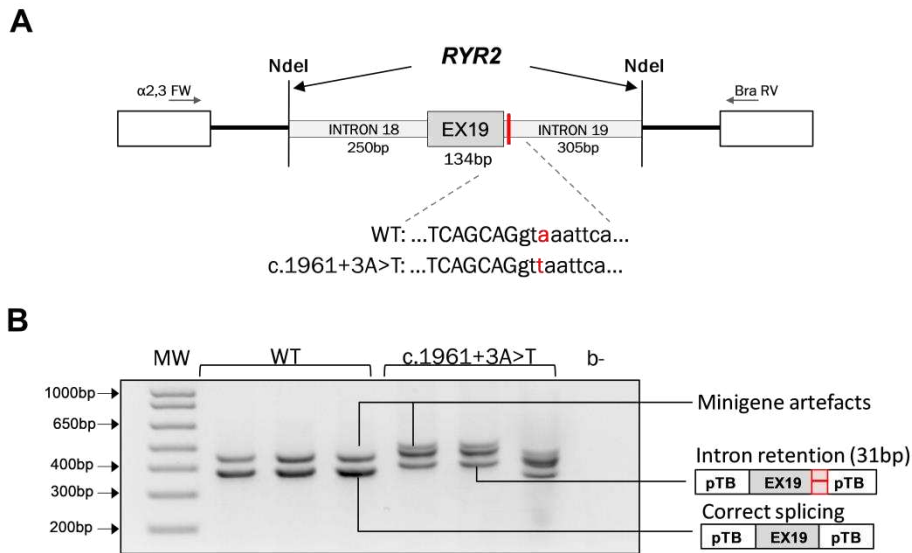 A
RYR2
NdeI NdeI
α2,3 FW Bra RV
INTRON 18 EX19 INTRON 19
250bp 134bp 305bp
WT: ...TCAGCAGgtaaattca...
c.1961+3A>T: ...TCAGCAGgttaattca...
B
MW WT c.1961+3A>T b-
1000bp
650bp
400bp
300bp
200bp
Minigene artefacts
Intron retention (31bp)
pTB EX19 pTB
Correct splicing
pTB EX19 pTB